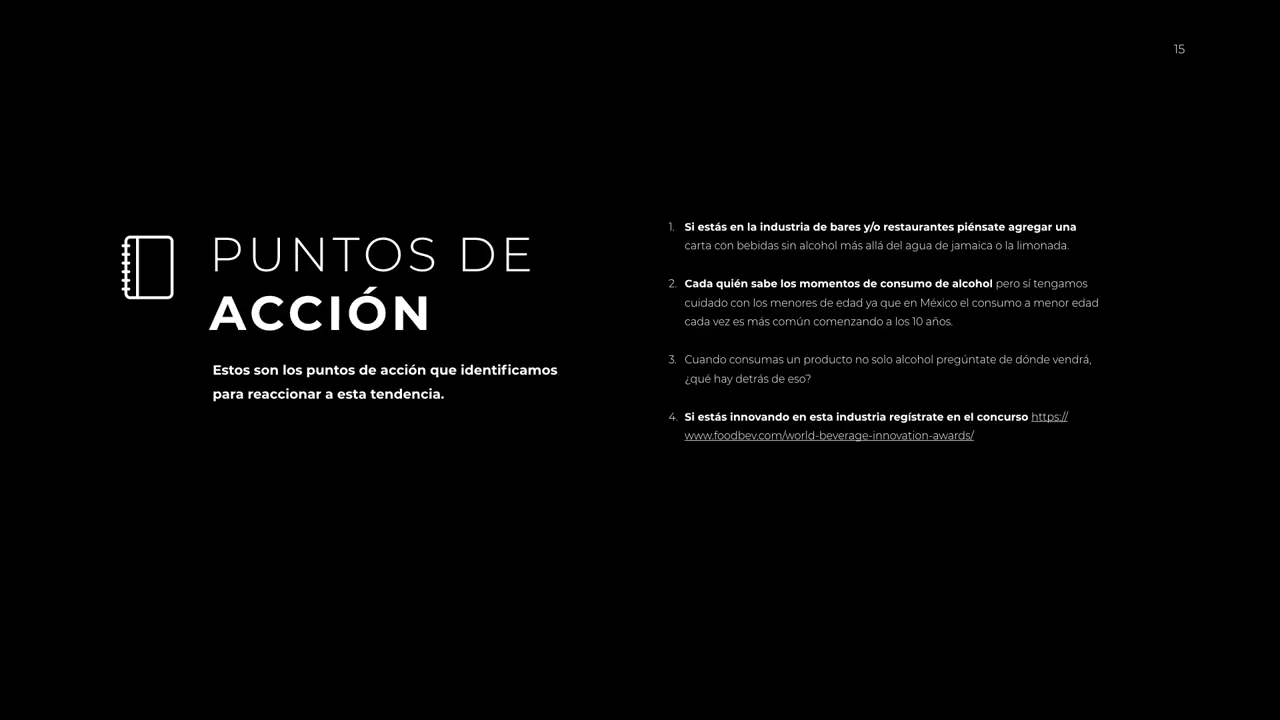 15
PUNTOS DE
ACCIÓN
Estos son los puntos de acción que identificamos
para reaccionar a esta tendencia.
1. Si estás en la industria de bares y/o restaurantes piénsate agregar una
carta con bebidas sin alcohol más allá del agua de jamaica o la limonada.
2. Cada quién sabe los momentos de consumo de alcohol pero sí tengamos
cuidado con los menores de edad ya que en México el consumo a menor edad
cada vez es más común comenzando a los 10 años.
3. Cuando consumas un producto no solo alcohol pregúntate de dónde vendrá,
¿qué hay detrás de eso?
4. Si estás innovando en esta industria regístrate en el concurso https://
www.foodbev.com/world-beverage-innovation-awards/